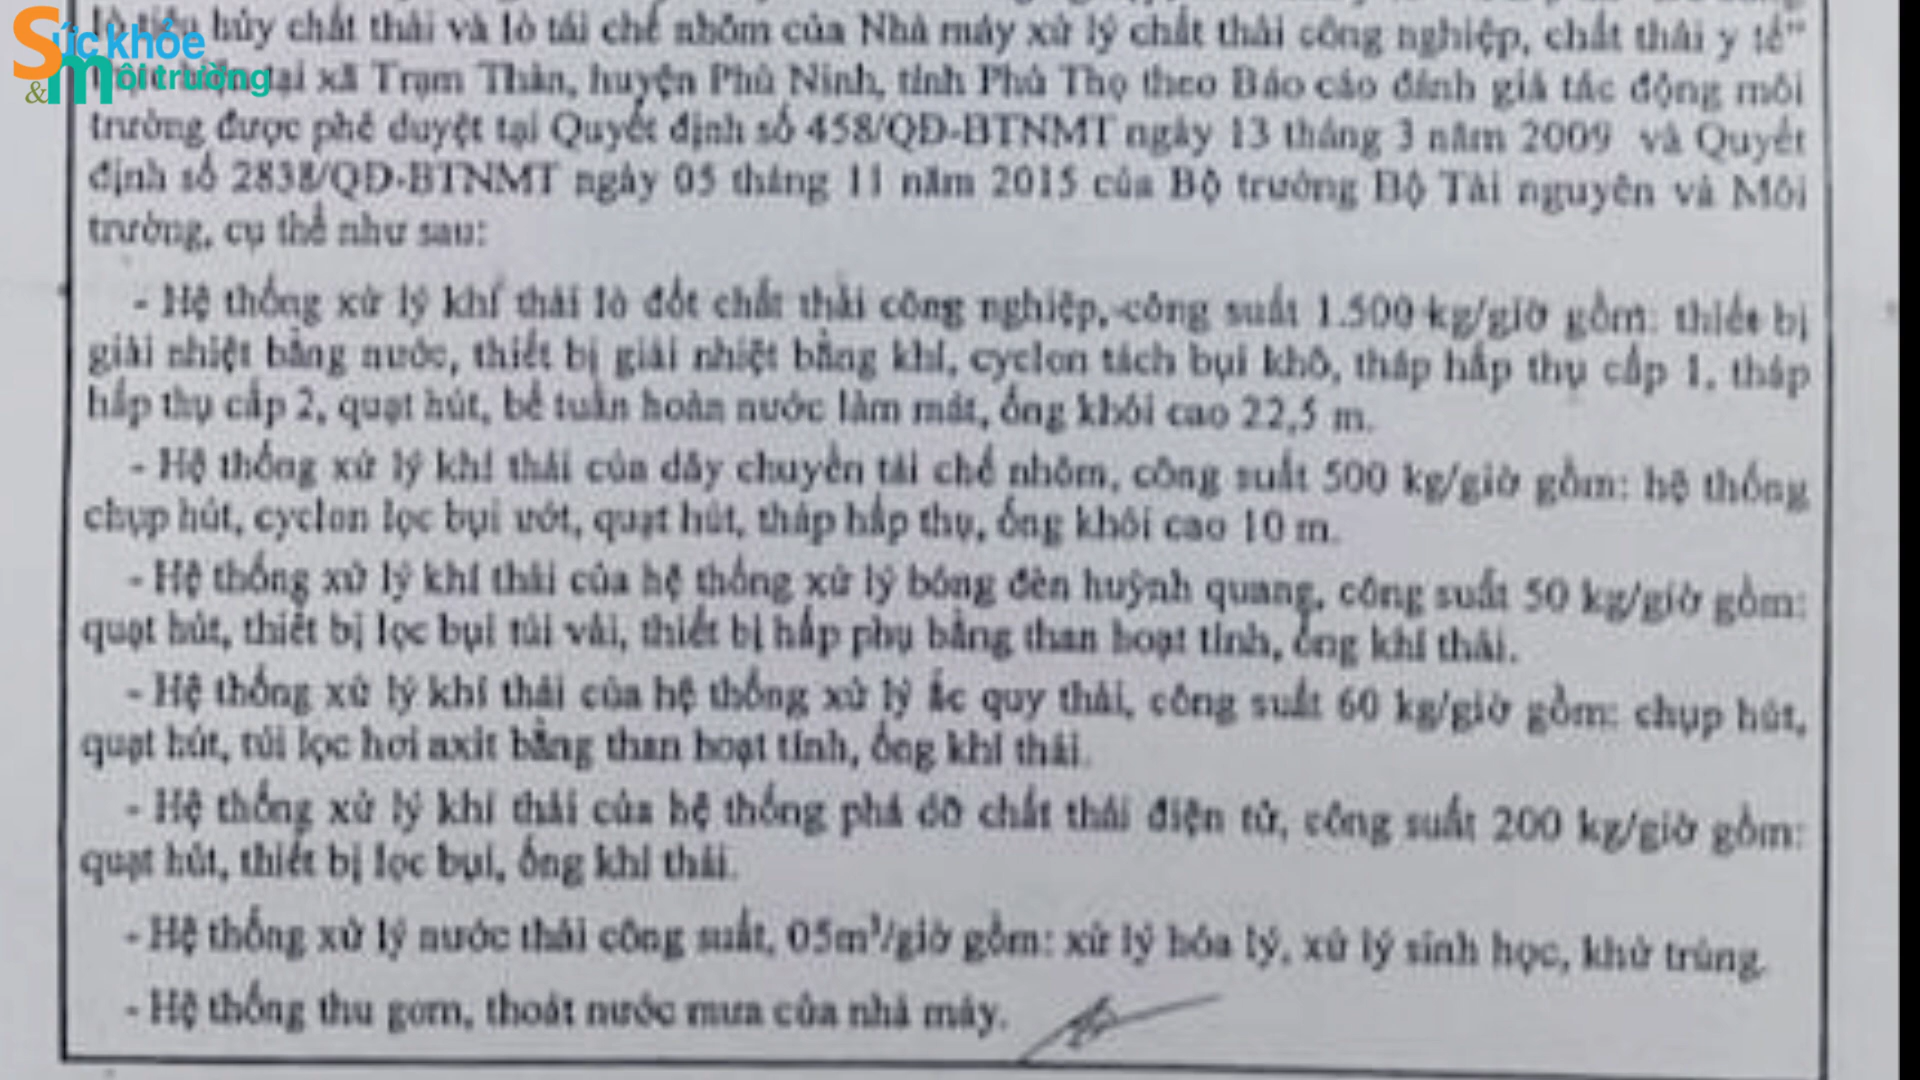 Sức khỏe
& môi trường
hủy chất thải và lò tái chế nhôm của Nhà máy xử lý chất thải công nghiệp, chất thải y tế”
tại xã Trạm Thản, huyện Phù Ninh, tỉnh Phú Thọ theo Báo cáo đánh giá tác động môi
trường được phê duyệt tại Quyết định số 458/QĐ-BTNMT ngày 13 tháng 3 năm 2009 và Quyết
định số 2838/QĐ-BTNMT ngày 05 tháng 11 năm 2015 của Bộ trưởng Bộ Tài nguyên và Môi
trường, cụ thể như sau:
- Hệ thống xử lý khí thải lò đốt chất thải công nghiệp, công suất 1.500 kg/giờ gồm: thiết bị
giải nhiệt bằng nước, thiết bị giải nhiệt bằng khí, cyclon tách bụi khô, tháp hấp thụ cấp 1, tháp
hấp thụ cấp 2, quạt hút, bể tuần hoàn nước làm mát, ống khói cao 22,5 m.
- Hệ thống xử lý khí thải của dây chuyền tái chế nhôm, công suất 500 kg/giờ gồm: hệ thống
chụp hút, cyclon lọc bụi ướt, quạt hút, tháp hấp thụ, ống khói cao 10 m.
- Hệ thống xử lý khí thải của hệ thống xử lý bóng đèn huỳnh quang, công suất 50 kg/giờ gồm:
quạt hút, thiết bị lọc bụi túi vải, thiết bị hấp phụ bằng than hoạt tính, ống khí thải.
- Hệ thống xử lý khí thải của hệ thống xử lý ắc quy thải, công suất 60 kg/giờ gồm: chụp hút,
quạt hút, túi lọc hơi axit bằng than hoạt tính, ống khí thải.
- Hệ thống xử lý khí thải của hệ thống phá dỡ chất thải điện tử, công suất 200 kg/giờ gồm:
quạt hút, thiết bị lọc bụi, ống khí thải.
- Hệ thống xử lý nước thải công suất, 05m³/giờ gồm: xử lý hóa lý, xử lý sinh học, khử trùng.
- Hệ thống thu gom, thoát nước mưa của nhà máy.